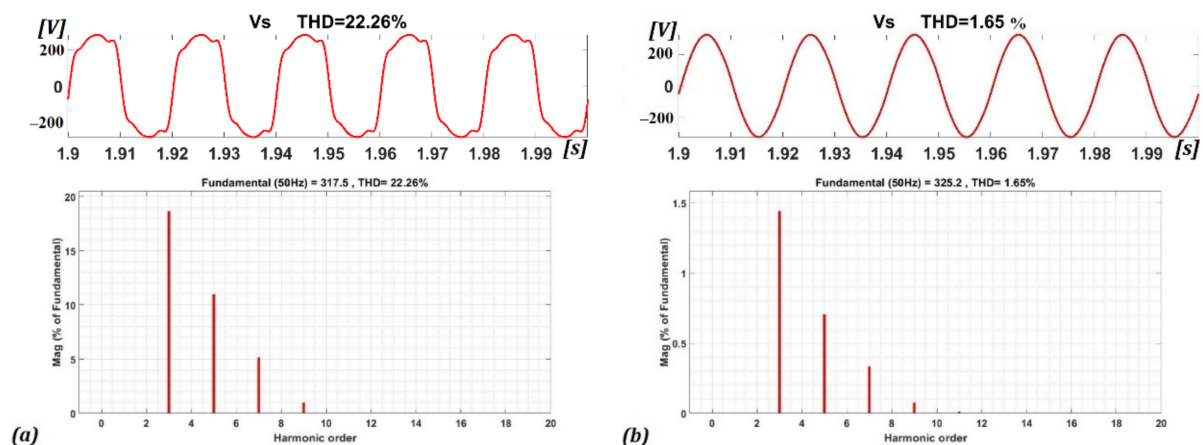 Vs THD=22.26%
[V]
200
0
−200
1.9 1.91 1.92 1.93 1.94 1.95 1.96 1.97 1.98 1.99 [s]
Fundamental (50Hz) = 317.5 , THD= 22.26%
Mag (% of Fundamental)
20
15
10
5
0
0 2 4 6 8 10 12 14 16 18 20
Harmonic order
(a)
Vs THD=1.65 %
[V]
200
0
−200
1.9 1.91 1.92 1.93 1.94 1.95 1.96 1.97 1.98 1.99 [s]
Fundamental (50Hz) = 325.2 , THD= 1.65%
Mag (% of Fundamental)
1.5
1
0.5
0
0 2 4 6 8 10 12 14 16 18 20
Harmonic order
(b)